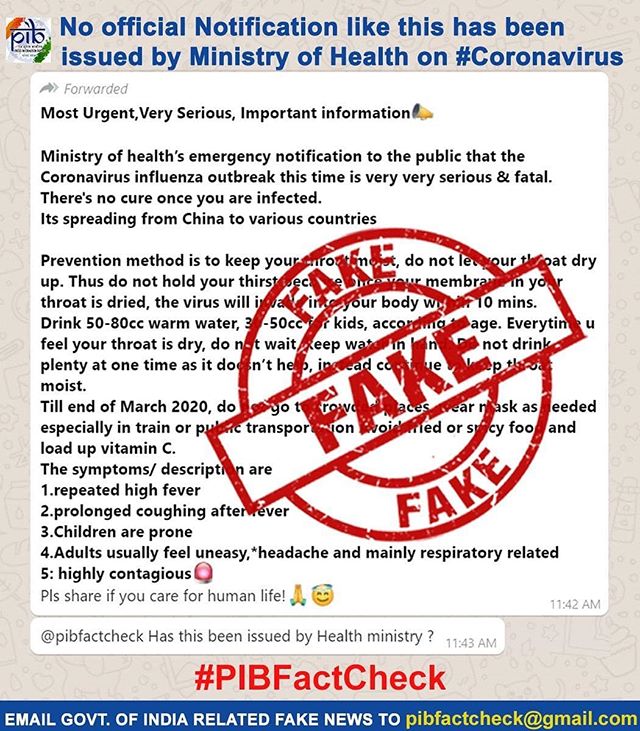 pib
No official Notification like this has been
issued by Ministry of Health on #Coronavirus
Forwarded
Most Urgent,Very Serious, Important information📣
Ministry of health's emergency notification to the public that the
Coronavirus influenza outbreak this time is very very serious & fatal.
There's no cure once you are infected.
Its spreading from China to various countries
Prevention method is to keep your throat moist, do not let your throat dry
up. Thus do not hold your thirst because once your membrane in your
throat is dried, the virus will invade into your body within 10 mins.
Drink 50-80cc warm water, 30-50cc for kids, according to age. Everytime u
feel your throat is dry, do not wait, keep water in hand. Do not drink
plenty at one time as it doesn't help, instead continue to keep throat
moist.
Till end of March 2020, do not go to crowded places, wear mask as needed
especially in train or public transportation Avoid fried or spicy food and
load up vitamin C.
The symptoms/ description are
1.repeated high fever
2.prolonged coughing after fever
3.Children are prone
4.Adults usually feel uneasy,*headache and mainly respiratory related
5: highly contagious🚨
Pls share if you care for human life!🙏😇
11:42 AM
FAKE
FAKE
FAKE
@pibfactcheck Has this been issued by Health ministry ?
11:43 AM
#PIBFactCheck
EMAIL GOVT. OF INDIA RELATED FAKE NEWS TO pibfactcheck@gmail.com